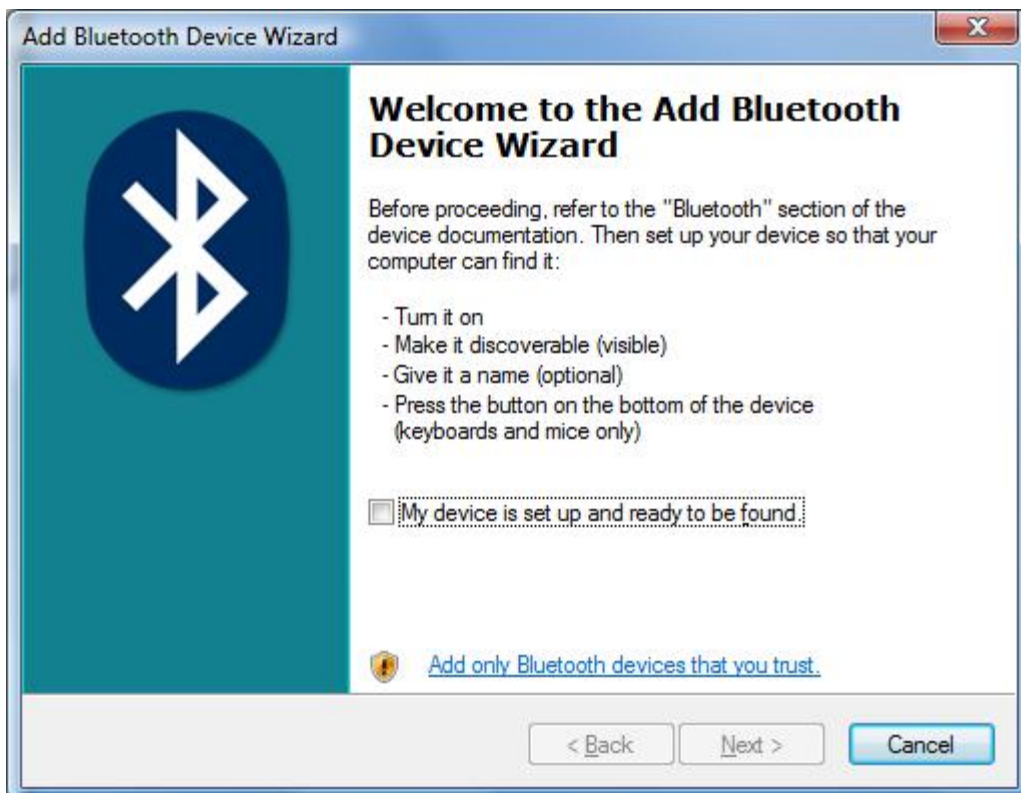 Add Bluetooth Device Wizard
Welcome to the Add Bluetooth
Device Wizard
Before proceeding, refer to the "Bluetooth" section of the
device documentation. Then set up your device so that your
computer can find it:
- Turn it on
- Make it discoverable (visible)
- Give it a name (optional)
- Press the button on the bottom of the device
(keyboards and mice only)
My device is set up and ready to be found.
Add only Bluetooth devices that you trust.
< Back Next > Cancel